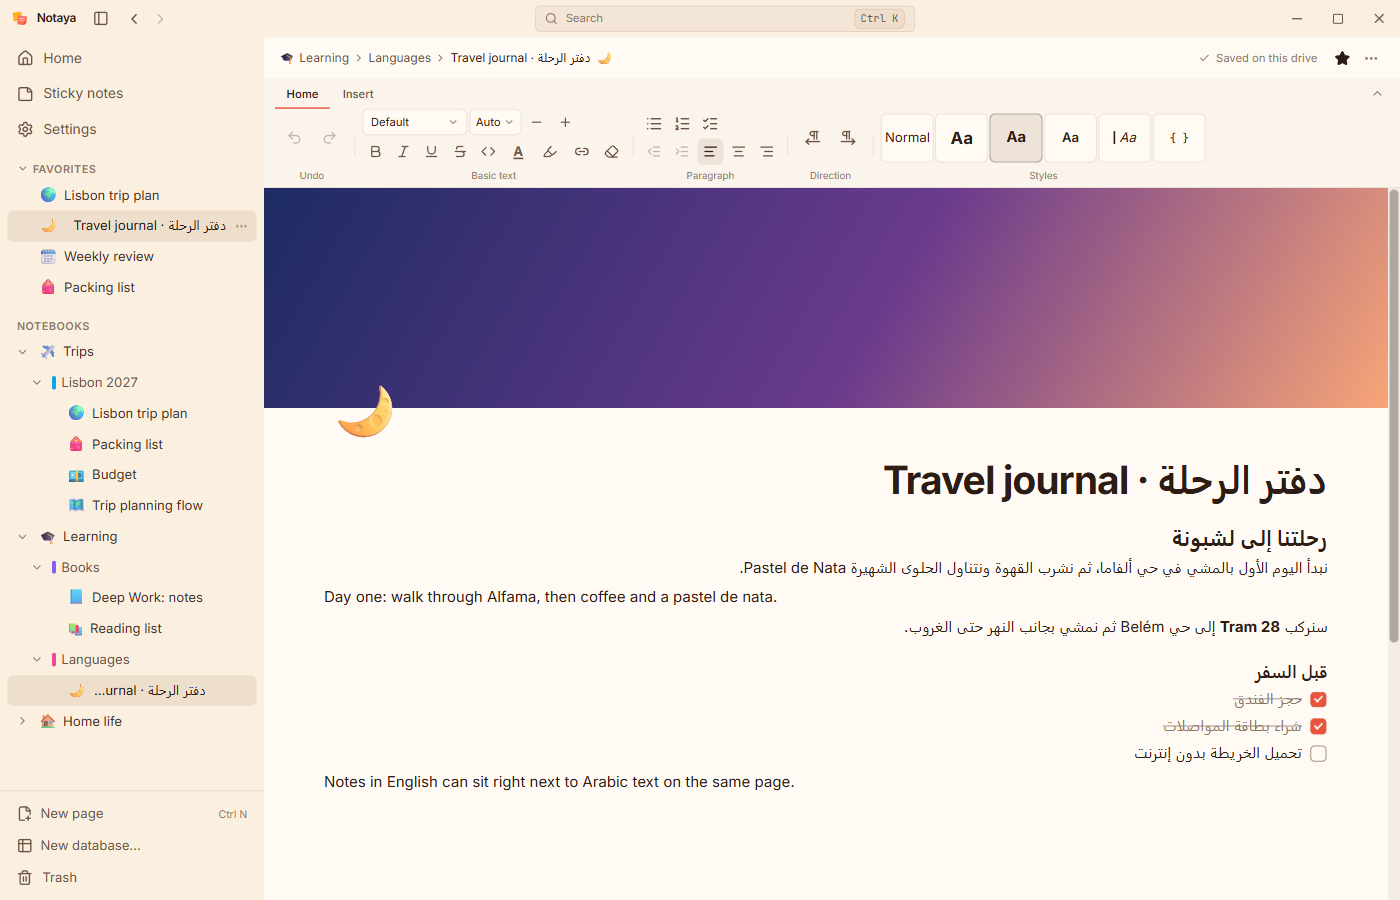 Notaya
Search
Ctrl K
Home
Sticky notes
Settings
FAVORITES
Lisbon trip plan
Travel journal · دفتر الرحلة
Weekly review
Packing list
NOTEBOOKS
Trips
Lisbon 2027
Lisbon trip plan
Packing list
Budget
Trip planning flow
Learning
Books
Deep Work: notes
Reading list
Languages
...urnal · دفتر الرحلة
Home life
New page
Ctrl N
New database...
Trash
Learning > Languages > Travel journal · دفتر الرحلة
Saved on this drive
Home Insert
Default Auto
Undo
Basic text
Paragraph
Direction
Normal Aa Aa Aa Aa { }
Styles
Travel journal · دفتر الرحلة
رحلتنا إلى لشبونة
نبدأ اليوم الأول بالمشي في حي ألفاما، ثم نشرب القهوة ونتناول الحلوى الشهيرة Pastel de Nata.
Day one: walk through Alfama, then coffee and a pastel de nata.
سنركب Tram 28 إلى حي Belém ثم نمشي بجانب النهر حتى الغروب.
قبل السفر
حجز الفندق
شراء بطاقة المواصلات
تحميل الخريطة بدون إنترنت
Notes in English can sit right next to Arabic text on the same page.